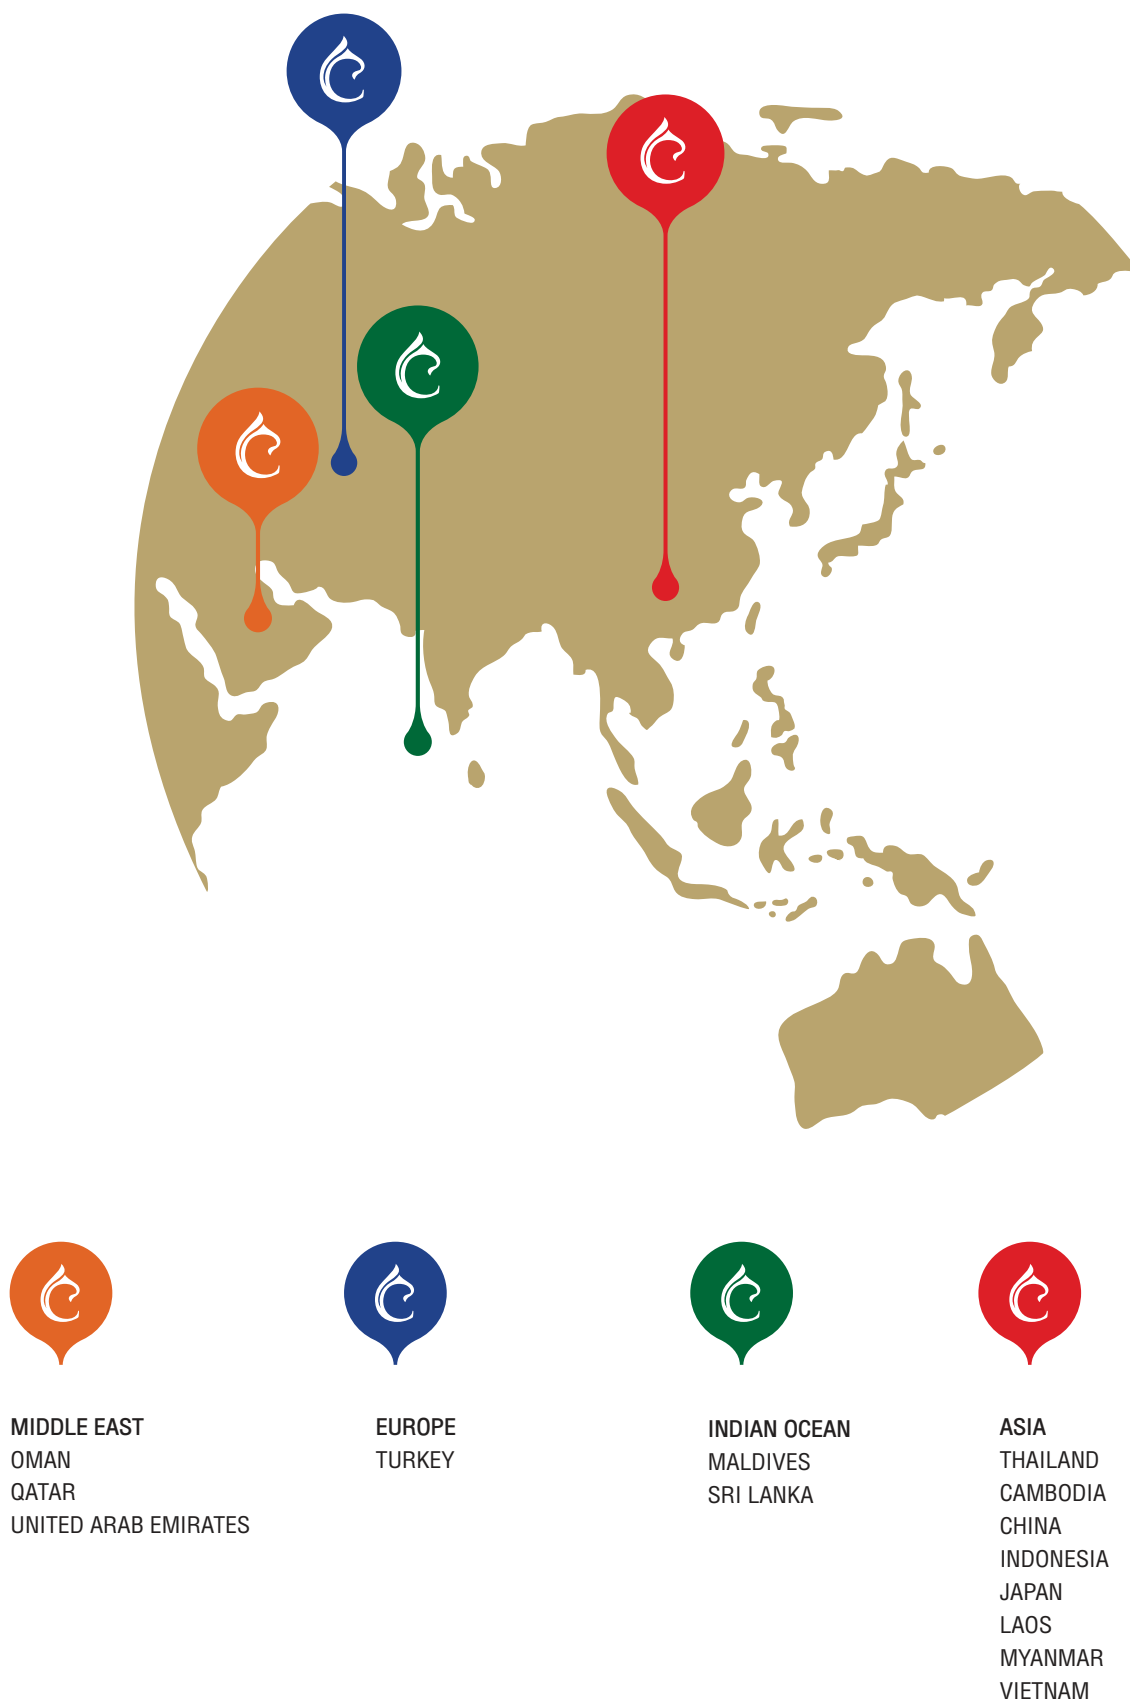 MIDDLE EAST
OMAN
QATAR
UNITED ARAB EMIRATES
EUROPE
TURKEY
INDIAN OCEAN
MALDIVES
SRI LANKA
ASIA
THAILAND
CAMBODIA
CHINA
INDONESIA
JAPAN
LAOS
MYANMAR
VIETNAM